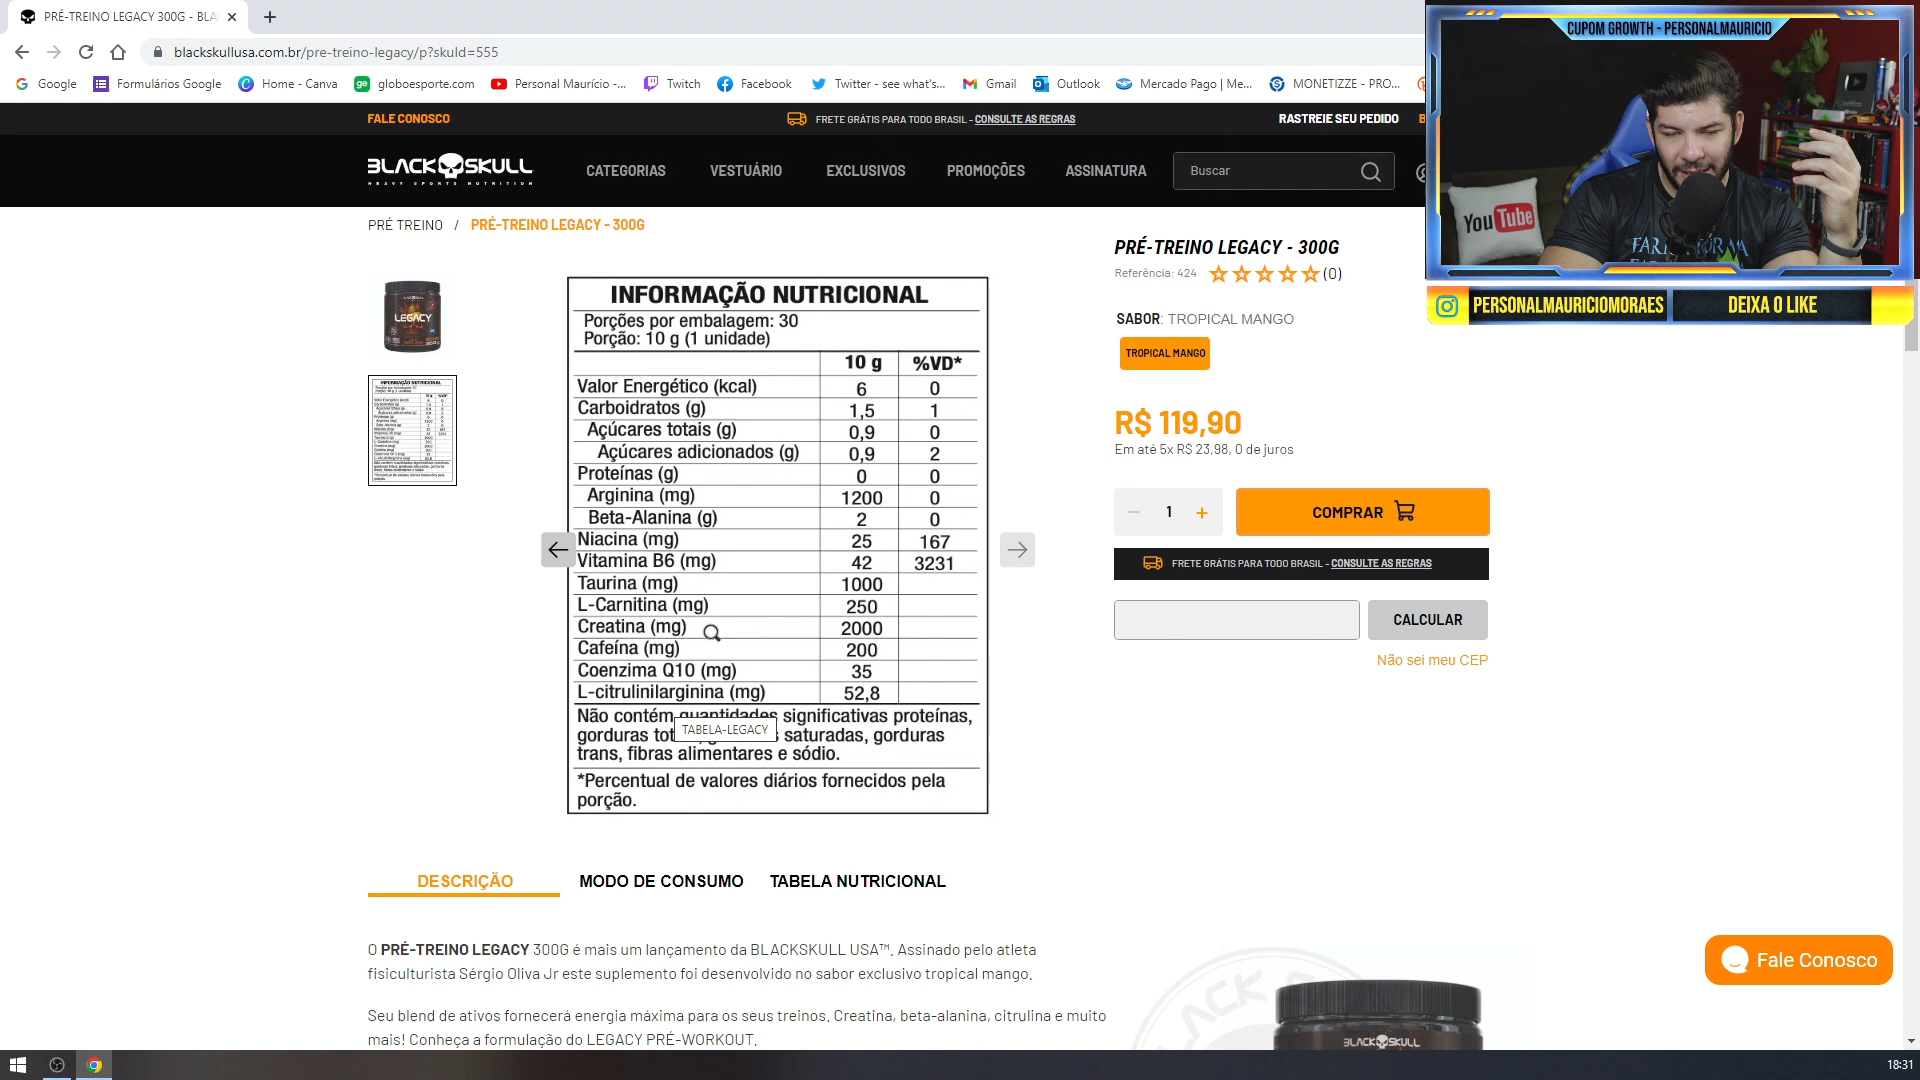 PRÉ-TREINO LEGACY 300G - BLA
blackskullusa.com.br/pre-treino-legacy/p?skuId=555
Google
Formulários Google
Home - Canva
globoesporte.com
Personal Maurício -...
Twitch
Facebook
Twitter - see what's...
Gmail
Outlook
Mercado Pago | Me...
MONETIZZE - PRO...
CUPOM GROWTH - PERSONALMAURICIO
YouTube
PERSONALMAURICIOMORAES
DEIXA O LIKE
FALE CONOSCO
FRETE GRÁTIS PARA TODO BRASIL - CONSULTE AS REGRAS
RASTREIE SEU PEDIDO
BLACK SKULL
HEAVY SPORTS NUTRITION
CATEGORIAS
VESTUÁRIO
EXCLUSIVOS
PROMOÇÕES
ASSINATURA
Buscar
PRÉ TREINO / PRÉ-TREINO LEGACY - 300G
LEGACY
INFORMAÇÃO NUTRICIONAL
Porções por embalagem: 30
Porção: 10 g (1 unidade)
10 g %VD*
Valor Energético (kcal) 6 0
Carboidratos (g) 1,5 1
Açúcares totais (g) 0,9 0
Açúcares adicionados (g) 0,9 2
Proteínas (g) 0 0
Arginina (mg) 1200 0
Beta-Alanina (g) 2 0
Niacina (mg) 25 167
Vitamina B6 (mg) 42 3231
Taurina (mg) 1000
L-Carnitina (mg) 250
Creatina (mg) 2000
Cafeína (mg) 200
Coenzima Q10 (mg) 35
L-citrulinilarginina (mg) 52,8
Não contém quantidades significativas proteínas,
gorduras saturadas, gorduras
trans, fibras alimentares e sódio.
TABELA-LEGACY
*Percentual de valores diários fornecidos pela
porção.
PRÉ-TREINO LEGACY - 300G
Referência: 424
(0)
SABOR: TROPICAL MANGO
TROPICAL MANGO
R$ 119,90
Em até 5x R$ 23,98, 0 de juros
− 1 +
COMPRAR
FRETE GRÁTIS PARA TODO BRASIL - CONSULTE AS REGRAS
CALCULAR
Não sei meu CEP
DESCRIÇÃO
MODO DE CONSUMO
TABELA NUTRICIONAL
O PRÉ-TREINO LEGACY 300G é mais um lançamento da BLACKSKULL USA™. Assinado pelo atleta
fisiculturista Sérgio Oliva Jr este suplemento foi desenvolvido no sabor exclusivo tropical mango.
Seu blend de ativos fornecerá energia máxima para os seus treinos. Creatina, beta-alanina, citrulina e muito
mais! Conheça a formulação do LEGACY PRÉ-WORKOUT.
BLACK SKULL
Fale Conosco
18:31